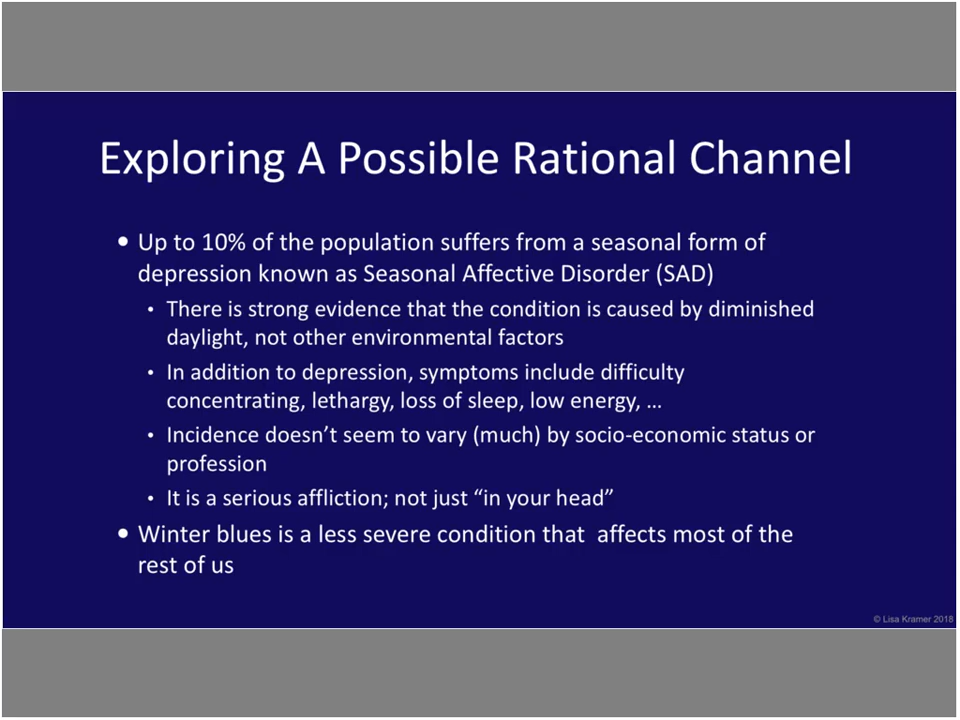 Exploring A Possible Rational Channel
• Up to 10% of the population suffers from a seasonal form of
depression known as Seasonal Affective Disorder (SAD)
• There is strong evidence that the condition is caused by diminished
daylight, not other environmental factors
• In addition to depression, symptoms include difficulty
concentrating, lethargy, loss of sleep, low energy, …
• Incidence doesn’t seem to vary (much) by socio-economic status or
profession
• It is a serious affliction; not just “in your head”
• Winter blues is a less severe condition that  affects most of the
rest of us
© Lisa Kramer 2018